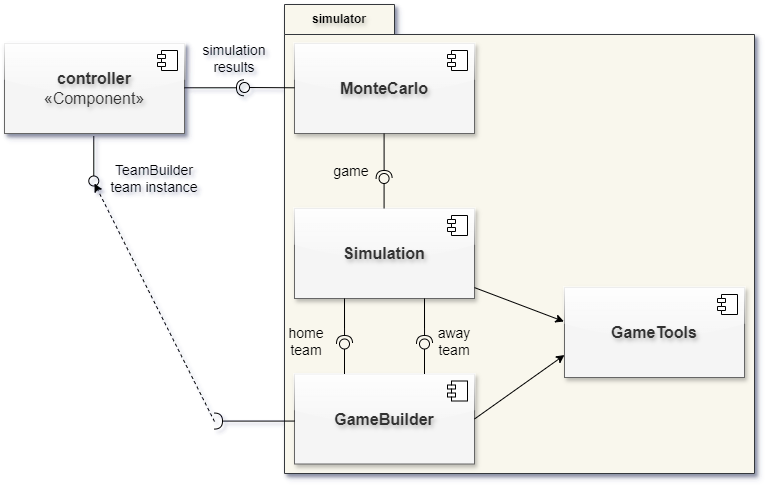 simulator
controller
«Component»
simulation
results
MonteCarlo
TeamBuilder
team instance
game
Simulation
home
team
away
team
GameTools
GameBuilder